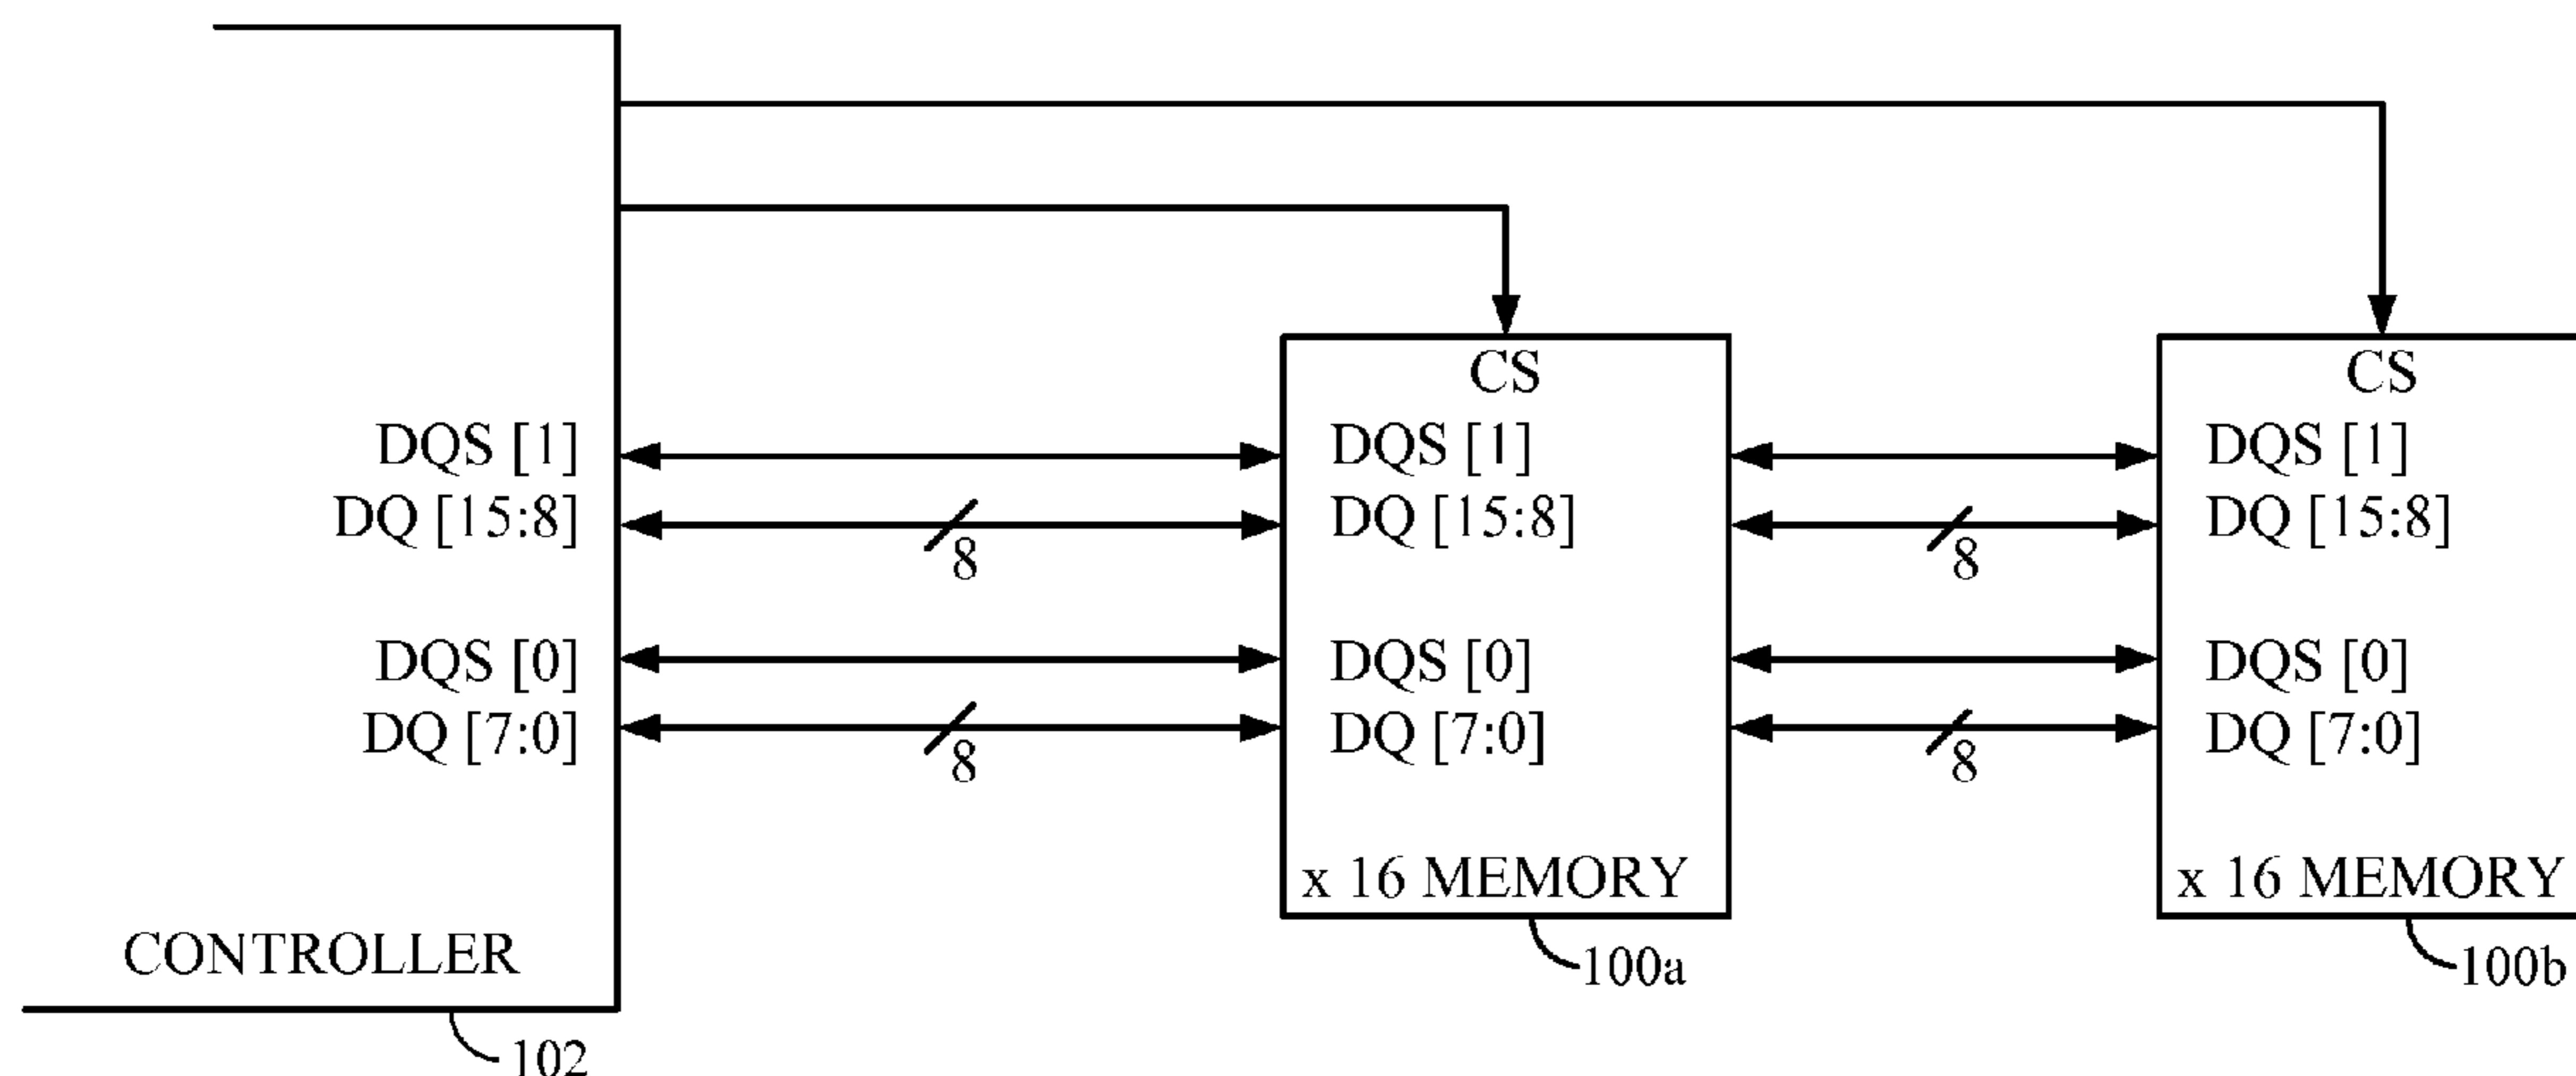 CS
CS
DQS [1]
DQ [15:8]
DQS [1]
DQ [15:8]
DQS [1]
DQ [15:8]
8
8
DQS [0]
DQ [7:0]
DQS [0]
DQ [7:0]
DQS [0]
DQ [7:0]
8
8
x 16 MEMORY
x 16 MEMORY
CONTROLLER
100a
100b
102